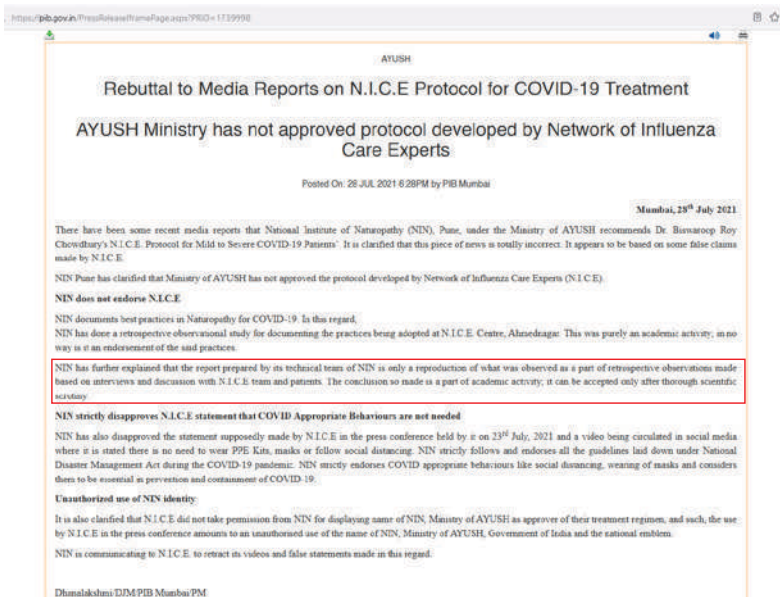 https://pib.gov.in/PressReleaseIframePage.aspx?PRID=1739990
AYUSH
Rebuttal to Media Reports on N.I.C.E Protocol for COVID-19 Treatment
AYUSH Ministry has not approved protocol developed by Network of Influenza
Care Experts
Posted On: 28 JUL 2021 6:28PM by PIB Mumbai
Mumbai, 28th July 2021
There have been some recent media reports that National Institute of Naturopathy (NIN), Pune, under the Ministry of AYUSH recommends Dr. Biswaroop Roy
Chowdhury's N.I.C.E. Protocol for Mild to Severe COVID-19 Patients'. It is clarified that this piece of news is totally incorrect. It appears to be based on some false claims
made by N.I.C.E.
NIN Pune has clarified that Ministry of AYUSH has not approved the protocol developed by Network of Influenza Care Experts (N.I.C.E).
NIN does not endorse N.I.C.E
NIN documents best practices in Naturopathy for COVID-19. In this regard,
NIN has done a retrospective observational study for documenting the practices being adopted at N.I.C.E. Centre, Ahmednagar. This was purely an academic activity; in no
way is it an endorsement of the said practices.
NIN has further explained that the report prepared by its technical team of NIN is only a reproduction of what was observed as a part of retrospective observations made
based on interviews and discussion with N.I.C.E team and patients. The conclusion so made is a part of academic activity; it can be accepted only after thorough scientific
scrutiny.
NIN strictly disapproves N.I.C.E statement that COVID Appropriate Behaviours are not needed
NIN has also disapproved the statement supposedly made by N.I.C.E in the press conference held by it on 23rd July, 2021 and a video being circulated in social media
where it is stated there is no need to wear PPE Kits, masks or follow social distancing. NIN strictly follows and endorses all the guidelines laid down under National
Disaster Management Act during the COVID-19 pandemic. NIN strictly endorses COVID appropriate behaviours like social distancing, wearing of masks and considers
them to be essential in prevention and containment of COVID-19.
Unauthorized use of NIN identity
It is also clarified that N.I.C.E did not take permission from NIN for displaying name of NIN, Ministry of AYUSH as approver of their treatment regimen, and such, the use
by N.I.C.E in the press conference amounts to an unauthorised use of the name of NIN, Ministry of AYUSH, Government of India and the national emblem.
NIN is communicating to N.I.C.E. to retract its videos and false statements made in this regard.
Dhanalakshmi/DJM/PIB Mumbai/PM